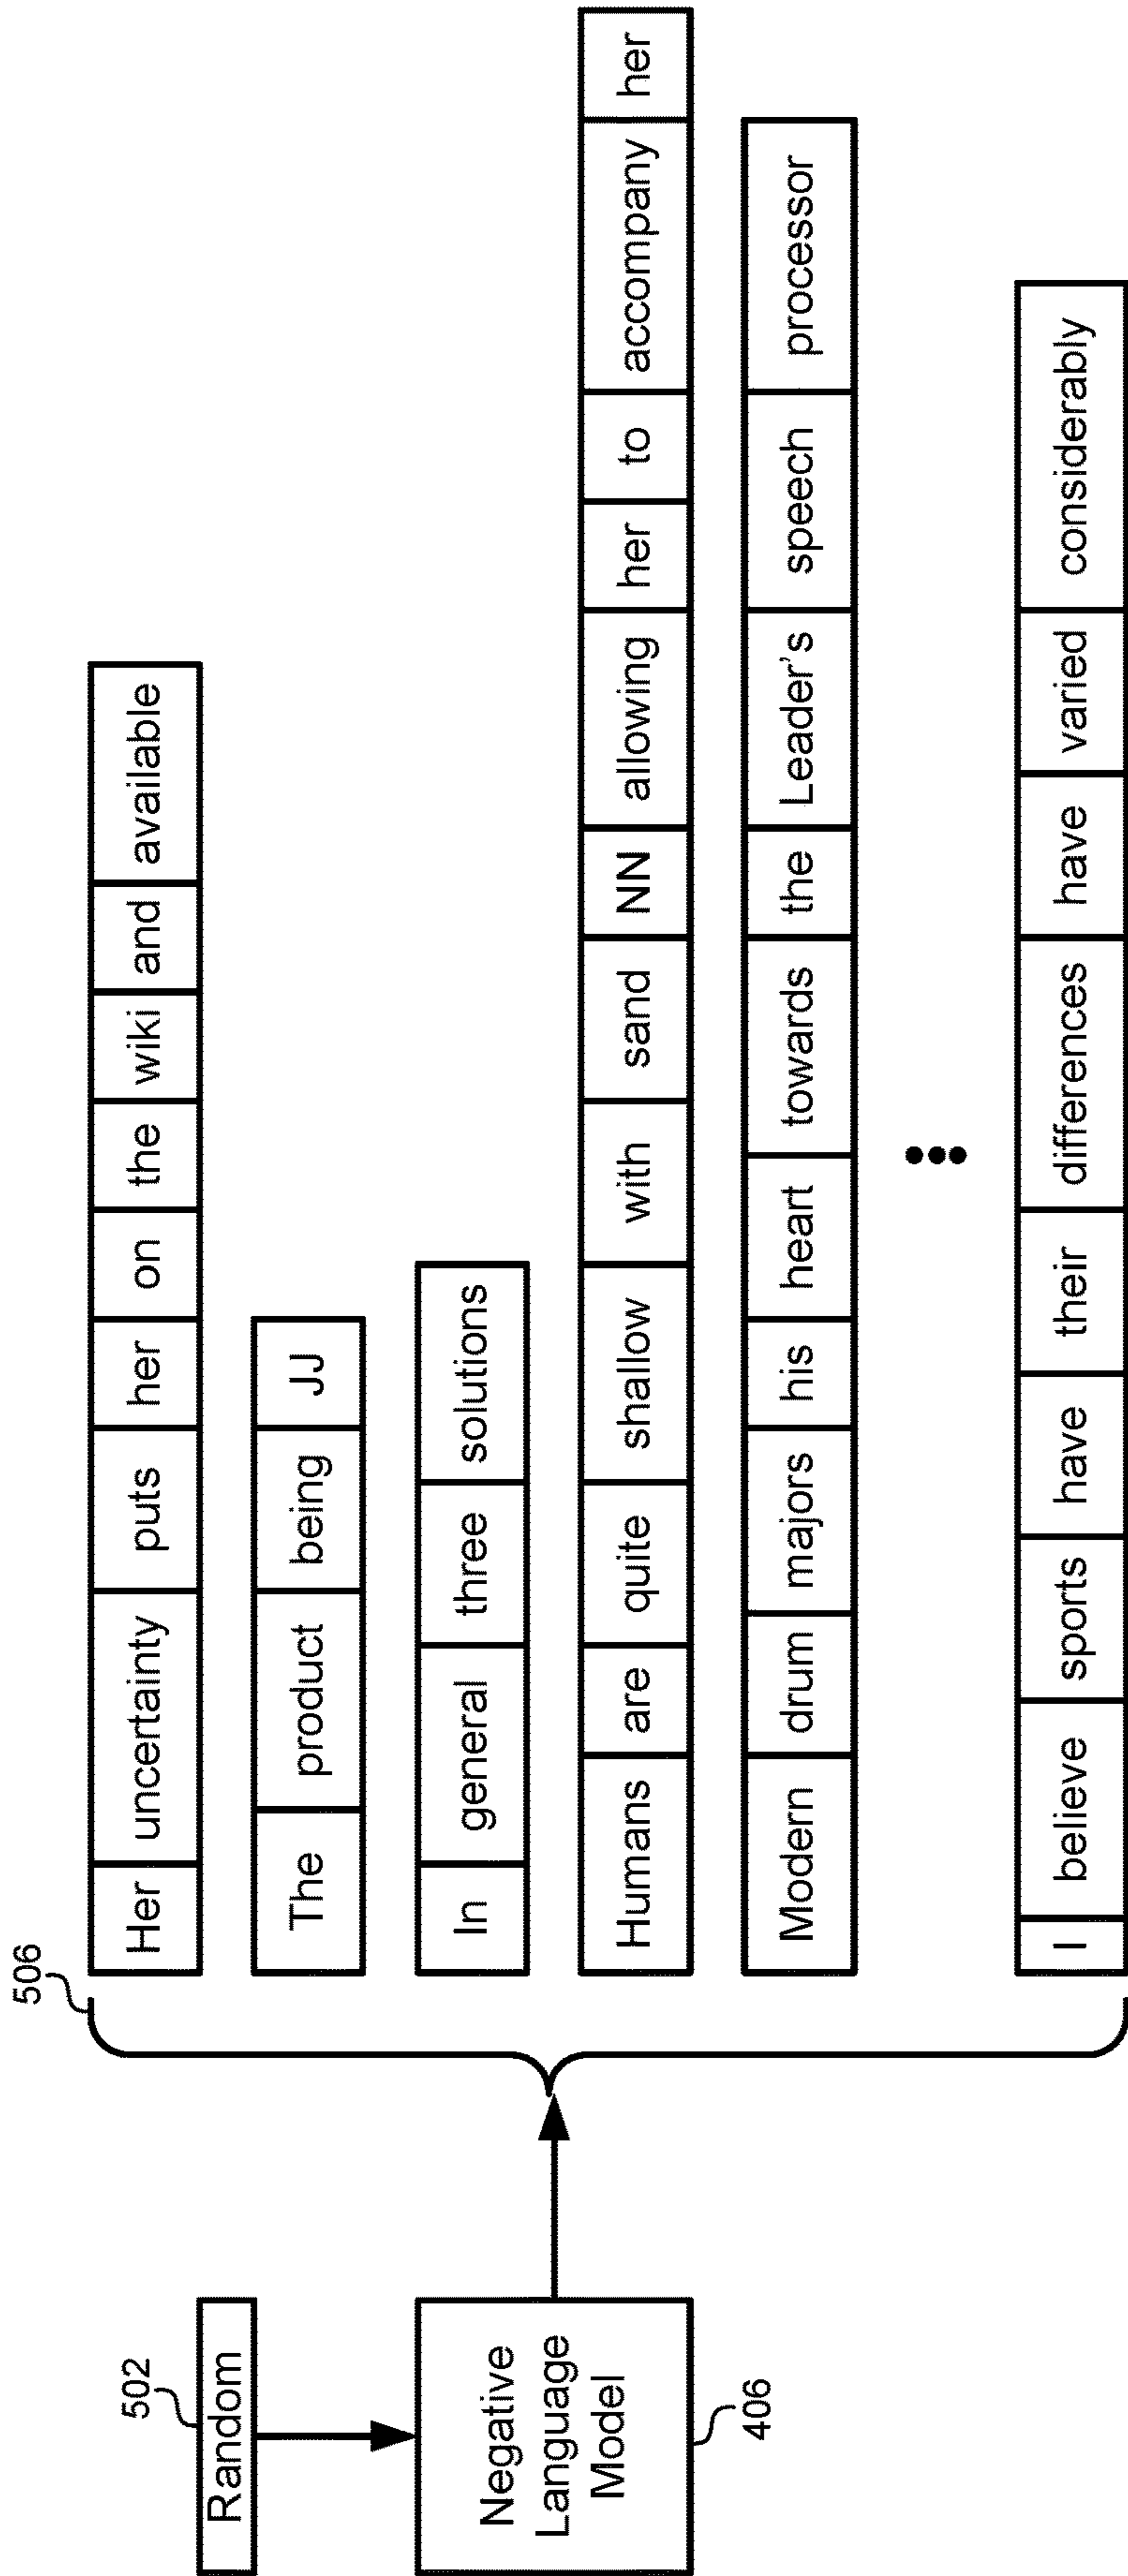 502
Random
Negative
Language
Model
406
506
Her uncertainty puts her on the wiki and available
The product being JJ
In general three solutions
Humans are quite shallow with sand NN allowing her to accompany her
Modern drum majors his heart towards the Leader's speech processor
I believe sports have their differences have varied considerably